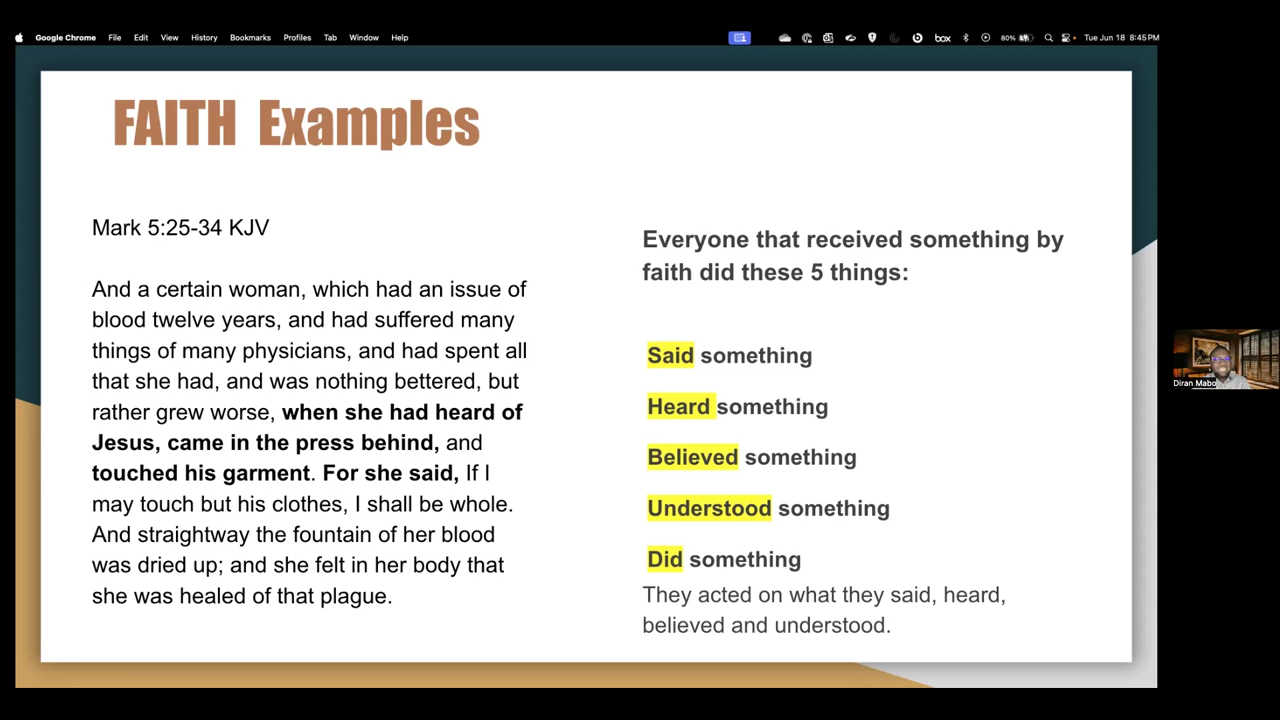 Google Chrome File Edit View History Bookmarks Profiles Tab Window Help box 80% Tue Jun 18 8:45 PM
FAITH Examples
Mark 5:25-34 KJV
And a certain woman, which had an issue of
blood twelve years, and had suffered many
things of many physicians, and had spent all
that she had, and was nothing bettered, but
rather grew worse, when she had heard of
Jesus, came in the press behind, and
touched his garment. For she said, If I
may touch but his clothes, I shall be whole.
And straightway the fountain of her blood
was dried up; and she felt in her body that
she was healed of that plague.
Everyone that received something by
faith did these 5 things:
Said something
Heard something
Believed something
Understood something
Did something
They acted on what they said, heard,
believed and understood.
Diran Mabo